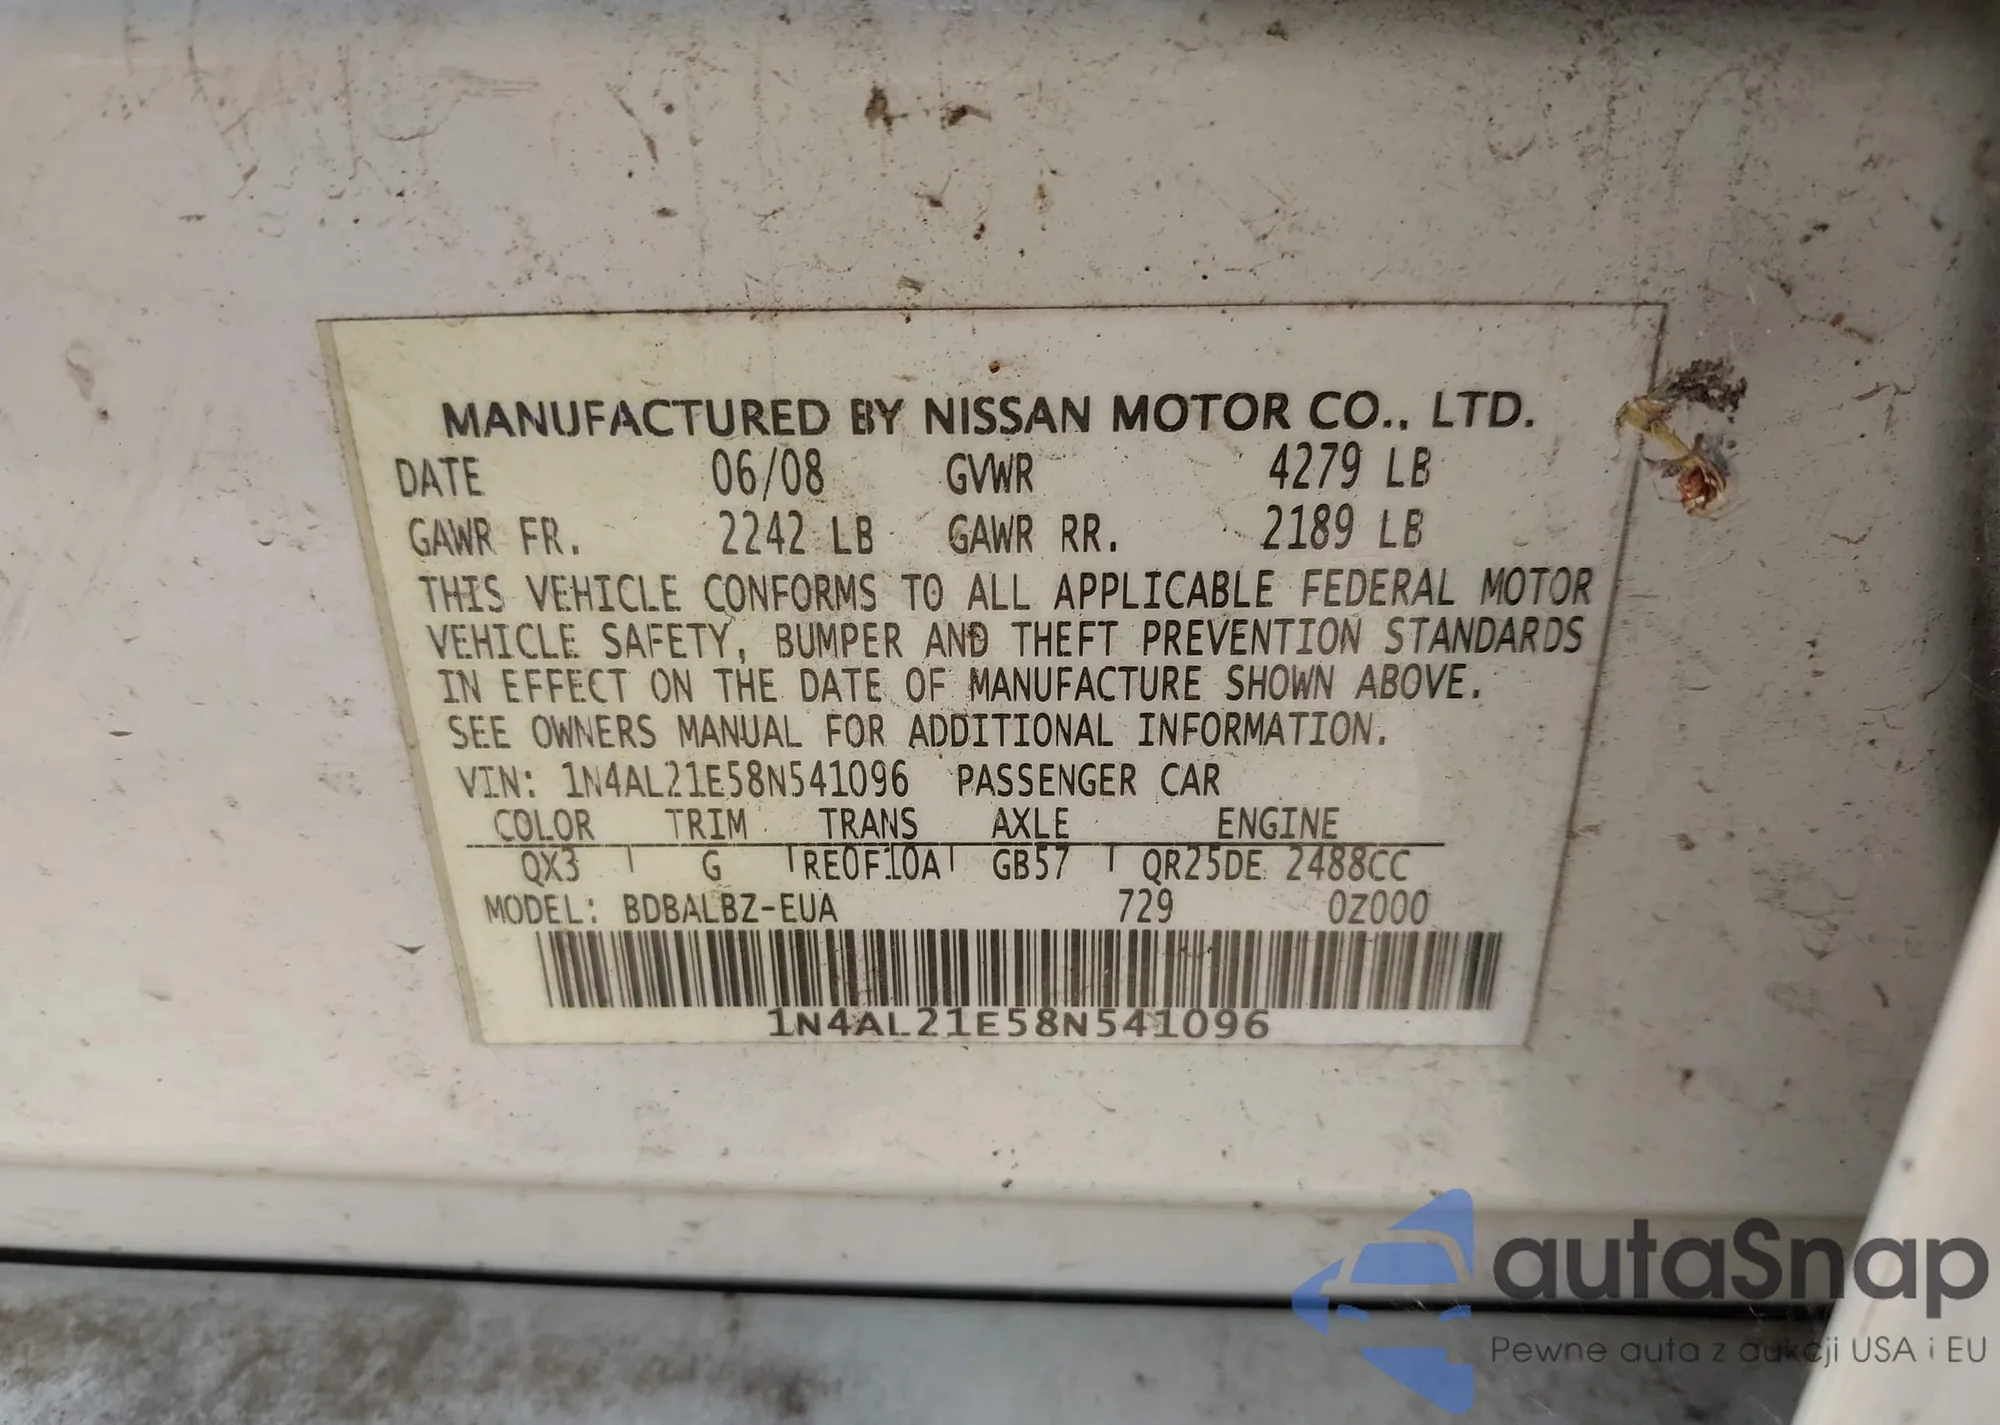 MANUFACTURED BY NISSAN MOTOR CO., LTD.
DATE 06/08 GVWR 4279 LB
GAWR FR. 2242 LB GAWR RR. 2189 LB
THIS VEHICLE CONFORMS TO ALL APPLICABLE FEDERAL MOTOR
VEHICLE SAFETY, BUMPER AND THEFT PREVENTION STANDARDS
IN EFFECT ON THE DATE OF MANUFACTURE SHOWN ABOVE.
SEE OWNERS MANUAL FOR ADDITIONAL INFORMATION.
VIN: 1N4AL21E58N541096 PASSENGER CAR
COLOR TRIM TRANS AXLE ENGINE
QX3 G RE0F10A GB57 QR25DE 2488CC
MODEL: BDBALBZ-EUA 729 0Z000
1N4AL21E58N541096
autaSnap
Pewne auta z aukcji USA i EU